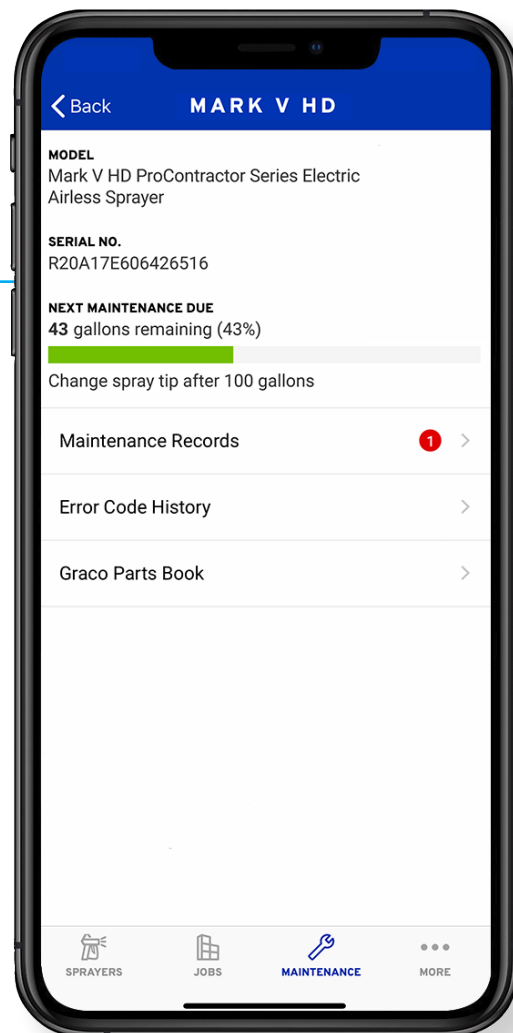 Back
MARK V HD
MODEL
Mark V HD ProContractor Series Electric
Airless Sprayer
SERIAL NO.
R20A17E606426516
NEXT MAINTENANCE DUE
43 gallons remaining (43%)
Change spray tip after 100 gallons
Maintenance Records
1
Error Code History
Graco Parts Book
SPRAYERS
JOBS
MAINTENANCE
MORE